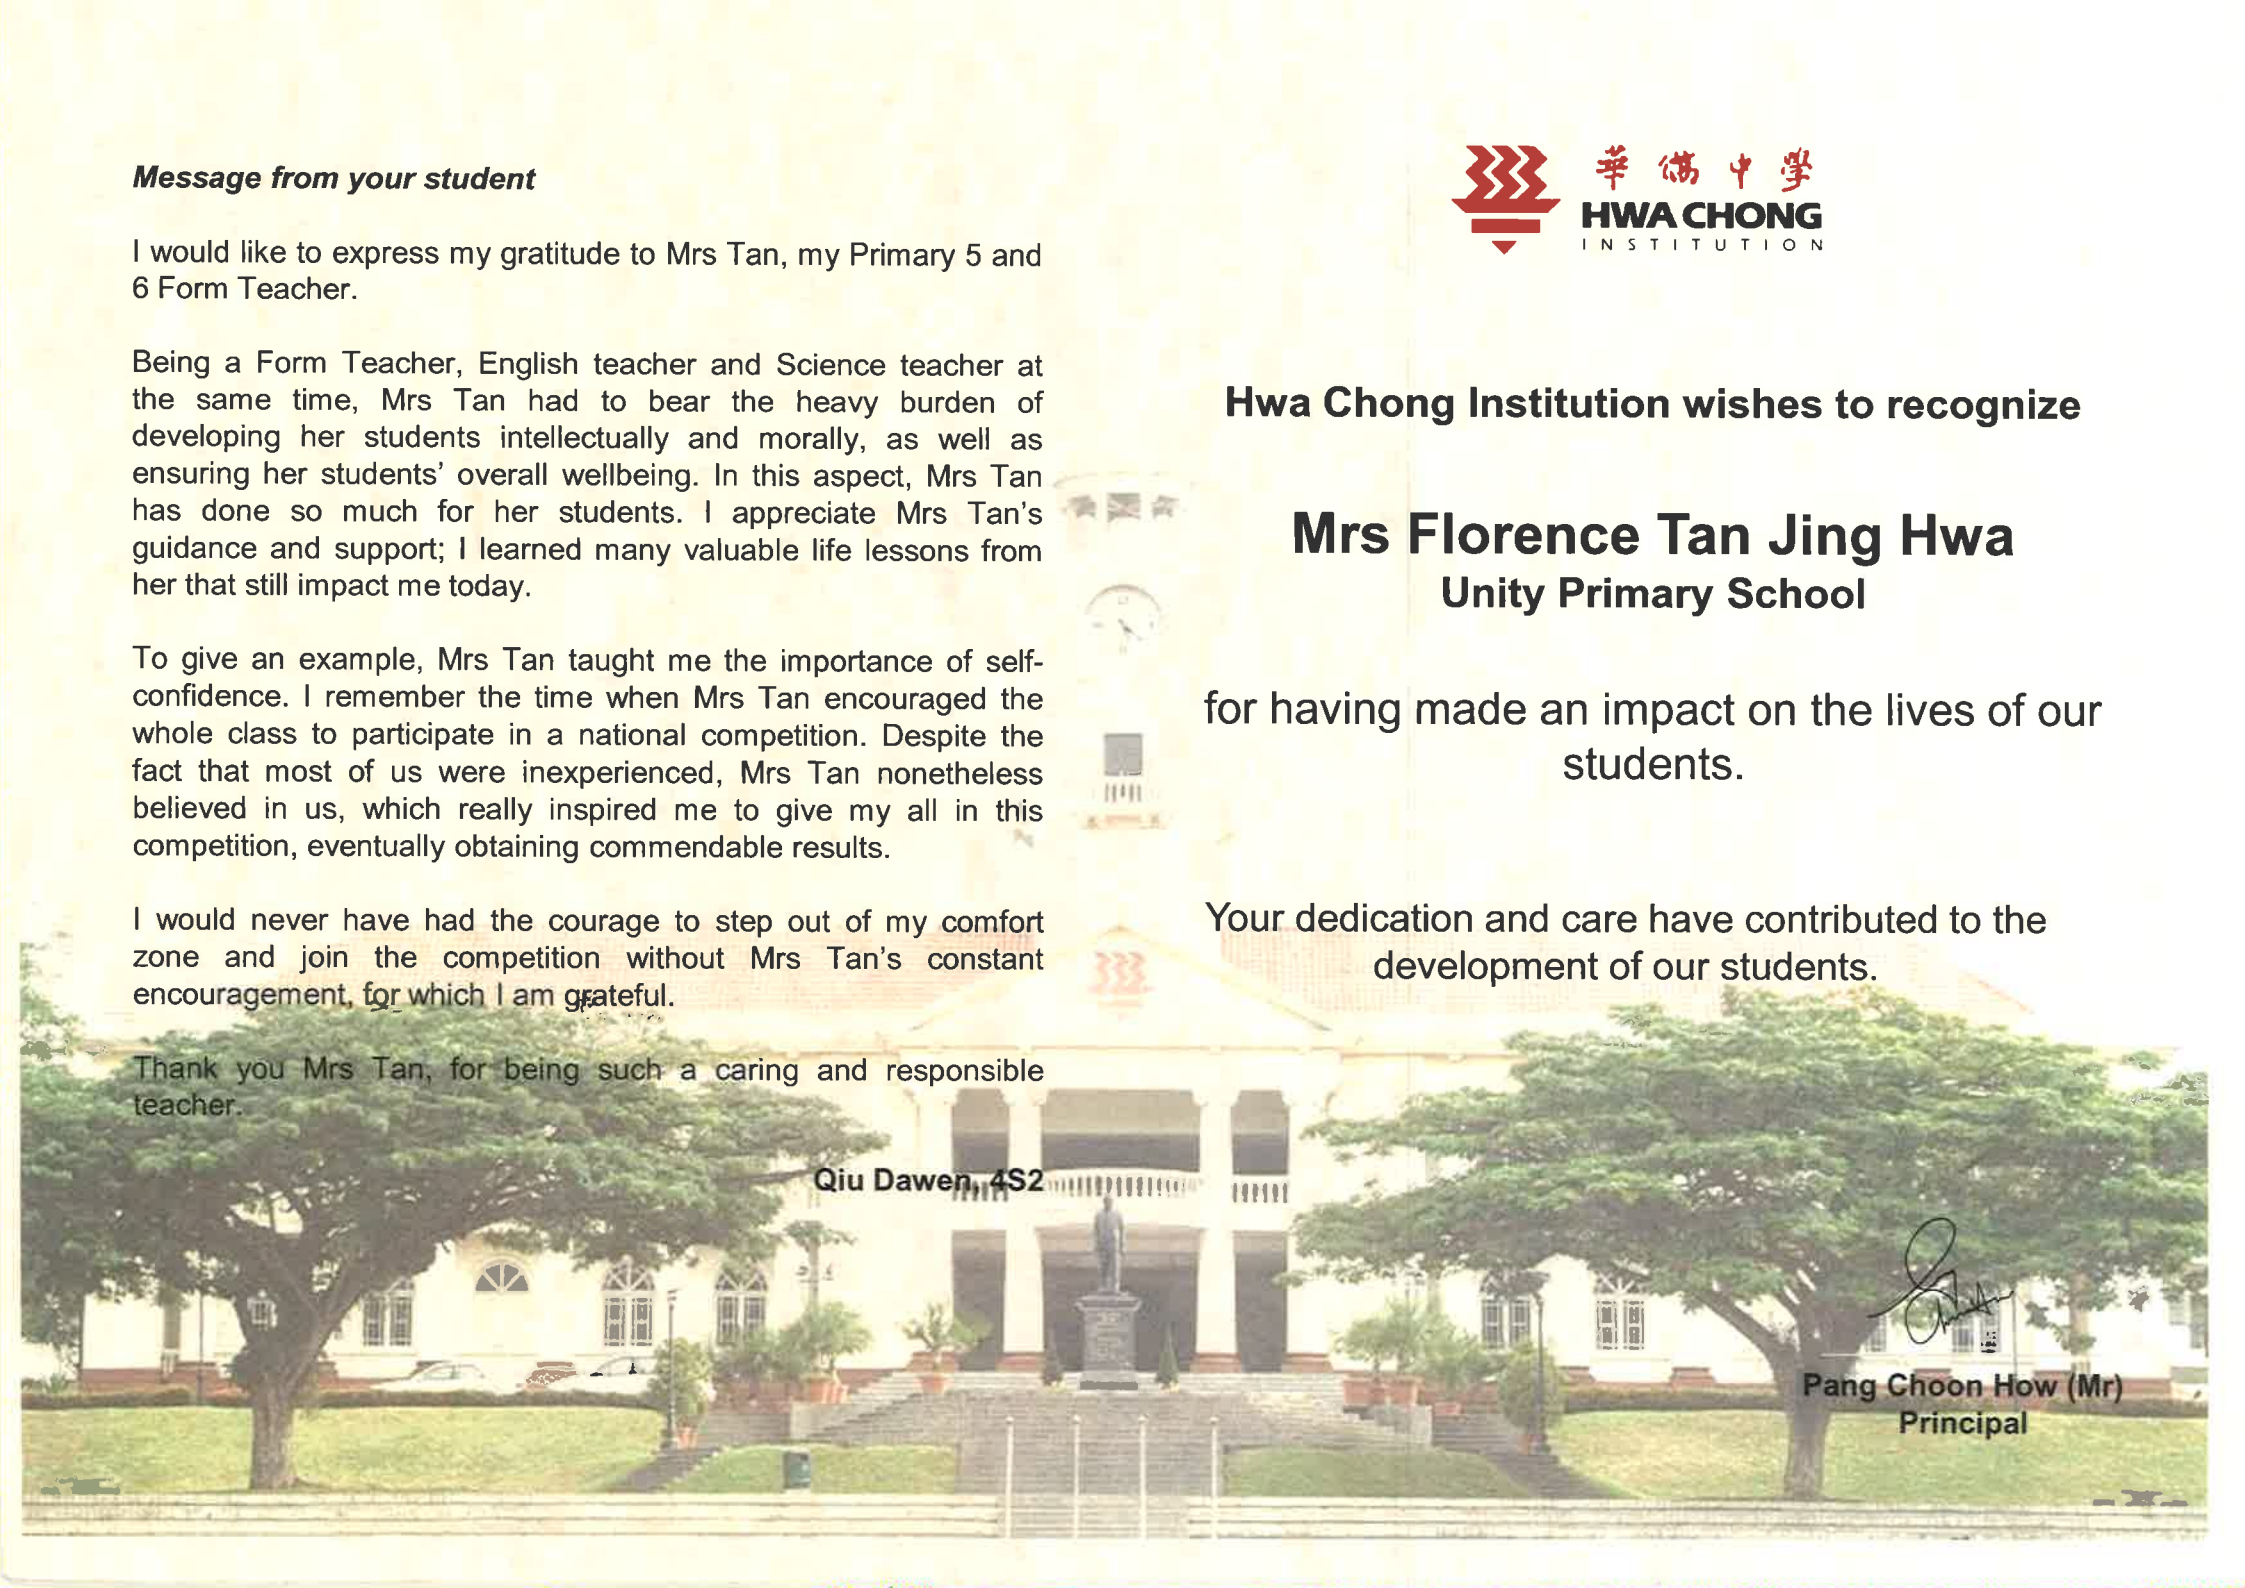 Message from your student
I would like to express my gratitude to Mrs Tan, my Primary 5 and
6 Form Teacher.
Being a Form Teacher, English teacher and Science teacher at
the same time, Mrs Tan had to bear the heavy burden of
developing her students intellectually and morally, as well as
ensuring her students' overall wellbeing. In this aspect, Mrs Tan
has done so much for her students. I appreciate Mrs Tan's
guidance and support; I learned many valuable life lessons from
her that still impact me today.
To give an example, Mrs Tan taught me the importance of self-
confidence. I remember the time when Mrs Tan encouraged the
whole class to participate in a national competition. Despite the
fact that most of us were inexperienced, Mrs Tan nonetheless
believed in us, which really inspired me to give my all in this
competition, eventually obtaining commendable results.
I would never have had the courage to step out of my comfort
zone and join the competition without Mrs Tan's constant
encouragement, for which I am grateful.
Thank you Mrs Tan, for being such a caring and responsible
teacher.
Qiu Dawen, 4S2
華僑中學
HWA CHONG
INSTITUTION
Hwa Chong Institution wishes to recognize
Mrs Florence Tan Jing Hwa
Unity Primary School
for having made an impact on the lives of our
students.
Your dedication and care have contributed to the
development of our students.
Pang Choon How (Mr)
Principal